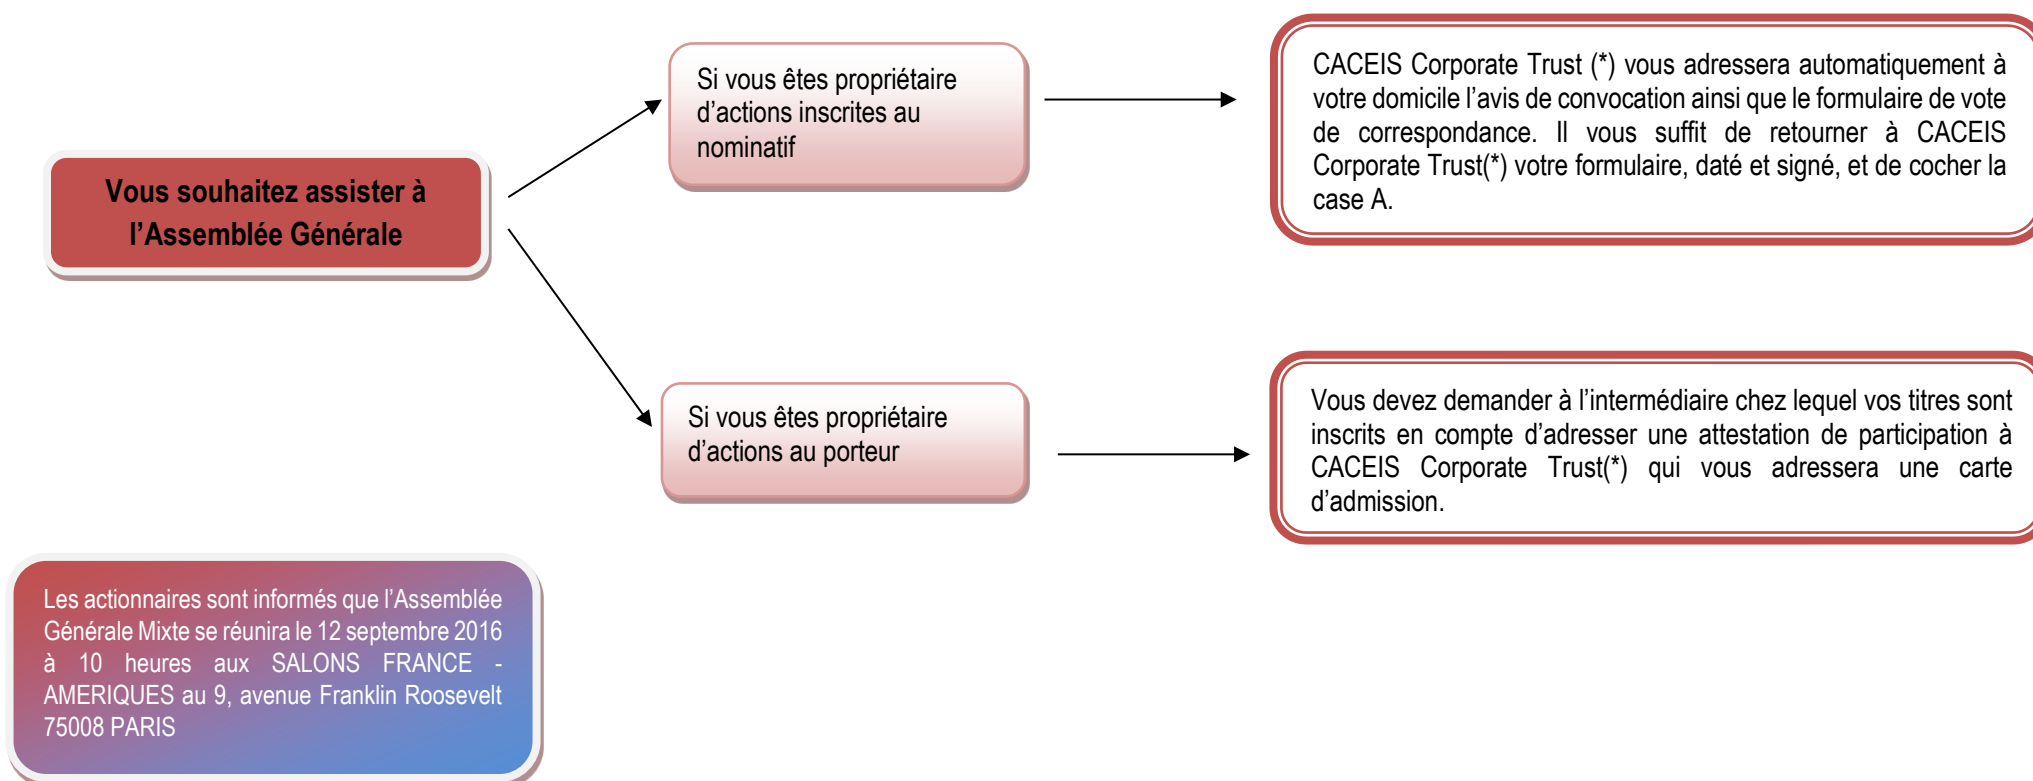 Vous souhaitez assister à
l’Assemblée Générale
Si vous êtes propriétaire
d’actions inscrites au
nominatif
CACEIS Corporate Trust (*) vous adressera automatiquement à
votre domicile l’avis de convocation ainsi que le formulaire de vote
de correspondance. Il vous suffit de retourner à CACEIS
Corporate Trust(*) votre formulaire, daté et signé, et de cocher la
case A.
Si vous êtes propriétaire
d’actions au porteur
Vous devez demander à l’intermédiaire chez lequel vos titres sont
inscrits en compte d’adresser une attestation de participation à
CACEIS Corporate Trust(*) qui vous adressera une carte
d’admission.
Les actionnaires sont informés que l’Assemblée
Générale Mixte se réunira le 12 septembre 2016
à 10 heures aux SALONS FRANCE -
AMERIQUES au 9, avenue Franklin Roosevelt
75008 PARIS